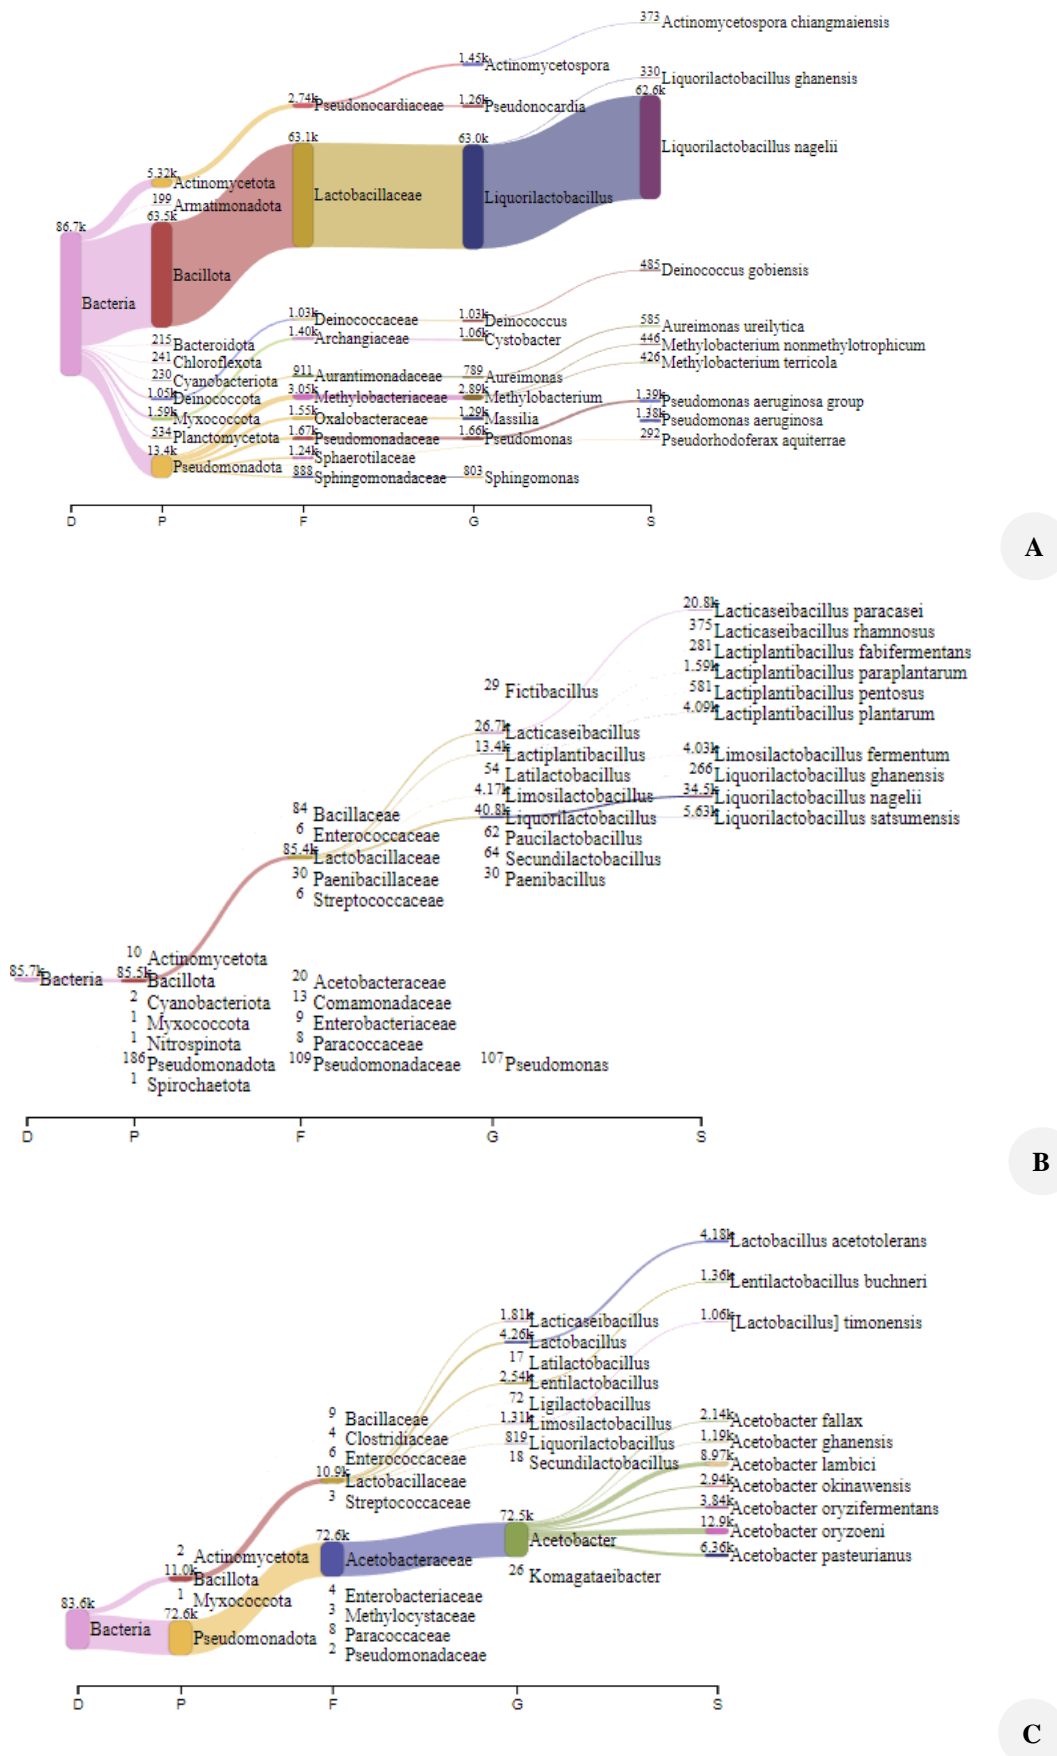 373 Actinomycetospora chiangmaiensis
1.45k Actinomycetospora
330 Liquorilactobacillus ghanensis
62.6k
2.74k Pseudonocardiaceae
1.26k Pseudonocardia
63.1k
63.0k
Liquorilactobacillus nagelii
5.32k Actinomycetota
Lactobacillaceae
Liquorilactobacillus
199 Armatimonadota
63.5k
86.7k
Bacillota
485 Deinococcus gobiensis
Bacteria
1.03k Deinococcaceae
1.03k Deinococcus
585 Aureimonas ureilytica
215 Bacteroidota
1.40k Archangiaceae
1.06k Cystobacter
446 Methylobacterium nonmethylotrophicum
241 Chloroflexota
426 Methylobacterium terricola
230 Cyanobacteriota
911 Aurantimonadaceae
789 Aureimonas
1.05k Deinococcota
3.05k Methylobacteriaceae
2.89k Methylobacterium
1.39k Pseudomonas aeruginosa group
1.59k Myxococcota
1.55k Oxalobacteraceae
1.29k Massilia
1.38k Pseudomonas aeruginosa
534 Planctomycetota
1.67k Pseudomonadaceae
1.66k Pseudomonas
292 Pseudorhodoferax aquiterrae
13.4k Pseudomonadota
1.24k Sphaerotilaceae
888 Sphingomonadaceae
803 Sphingomonas
D P F G S
A
20.8k Lacticaseibacillus paracasei
375 Lacticaseibacillus rhamnosus
281 Lactiplantibacillus fabifermentans
1.59k Lactiplantibacillus paraplantarum
29 Fictibacillus
581 Lactiplantibacillus pentosus
4.09k Lactiplantibacillus plantarum
26.7k Lacticaseibacillus
13.4k Lactiplantibacillus
4.03k Limosilactobacillus fermentum
54 Latilactobacillus
266 Liquorilactobacillus ghanensis
4.17k Limosilactobacillus
34.5k Liquorilactobacillus nagelii
84 Bacillaceae
40.8k Liquorilactobacillus
5.63k Liquorilactobacillus satsumensis
6 Enterococcaceae
62 Paucilactobacillus
85.4k Lactobacillaceae
64 Secundilactobacillus
30 Paenibacillaceae
30 Paenibacillus
6 Streptococcaceae
10 Actinomycetota
85.7k Bacteria
85.5k Bacillota
20 Acetobacteraceae
2 Cyanobacteriota
13 Comamonadaceae
1 Myxococcota
9 Enterobacteriaceae
1 Nitrospinota
8 Paracoccaceae
186 Pseudomonadota
109 Pseudomonadaceae
107 Pseudomonas
1 Spirochaetota
D P F G S
B
4.18k Lactobacillus acetotolerans
1.36k Lentilactobacillus buchneri
1.81k Lacticaseibacillus
1.06k [Lactobacillus] timonensis
4.26k Lactobacillus
17 Latilactobacillus
2.54k Lentilactobacillus
72 Ligilactobacillus
9 Bacillaceae
1.31k Limosilactobacillus
2.14k Acetobacter fallax
4 Clostridiaceae
819 Liquorilactobacillus
1.19k Acetobacter ghanensis
6 Enterococcaceae
18 Secundilactobacillus
8.97k Acetobacter lambici
10.9k Lactobacillaceae
2.94k Acetobacter okinawensis
3 Streptococcaceae
3.84k Acetobacter oryzifermentans
72.5k Acetobacter
12.9k Acetobacter oryzoeni
2 Actinomycetota
72.6k Acetobacteraceae
6.36k Acetobacter pasteurianus
11.0k Bacillota
26 Komagataeibacter
1 Myxococcota
4 Enterobacteriaceae
83.6k Bacteria
72.6k Pseudomonadota
3 Methylocystaceae
8 Paracoccaceae
2 Pseudomonadaceae
D P F G S
C